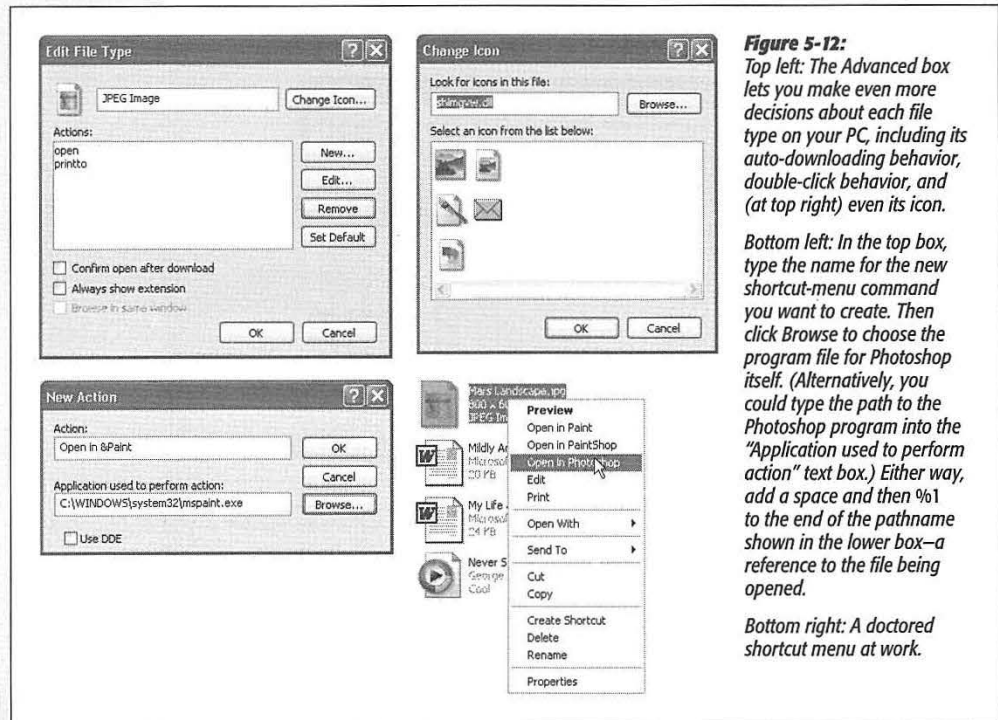 Edit File Type
JPEG Image
Change Icon...
Actions:
open
printto
New...
Edit...
Remove
Set Default
Confirm open after download
Always show extension
Browse in same window
OK
Cancel
Change Icon
Look for icons in this file:
shimgvw.dll
Browse...
Select an icon from the list below:
OK
Cancel
New Action
Action:
Open in &Paint
OK
Cancel
Application used to perform action:
C:\WINDOWS\system32\mspaint.exe
Browse...
Use DDE
Mars Landscape.jpg
800 x 60
JPEG Im
Mildly An
Microsof
20 KB
My Life
Microsof
24 KB
Never S
George
Cool
Preview
Open in Paint
Open in PaintShop
Open in Photoshop
Edit
Print
Open With
Send To
Cut
Copy
Create Shortcut
Delete
Rename
Properties
Figure 5-12:
Top left: The Advanced box
lets you make even more
decisions about each file
type on your PC, including its
auto-downloading behavior,
double-click behavior, and
(at top right) even its icon.
Bottom left: In the top box,
type the name for the new
shortcut-menu command
you want to create. Then
click Browse to choose the
program file for Photoshop
itself. (Alternatively, you
could type the path to the
Photoshop program into the
"Application used to perform
action" text box.) Either way,
add a space and then %1
to the end of the pathname
shown in the lower box—a
reference to the file being
opened.
Bottom right: A doctored
shortcut menu at work.